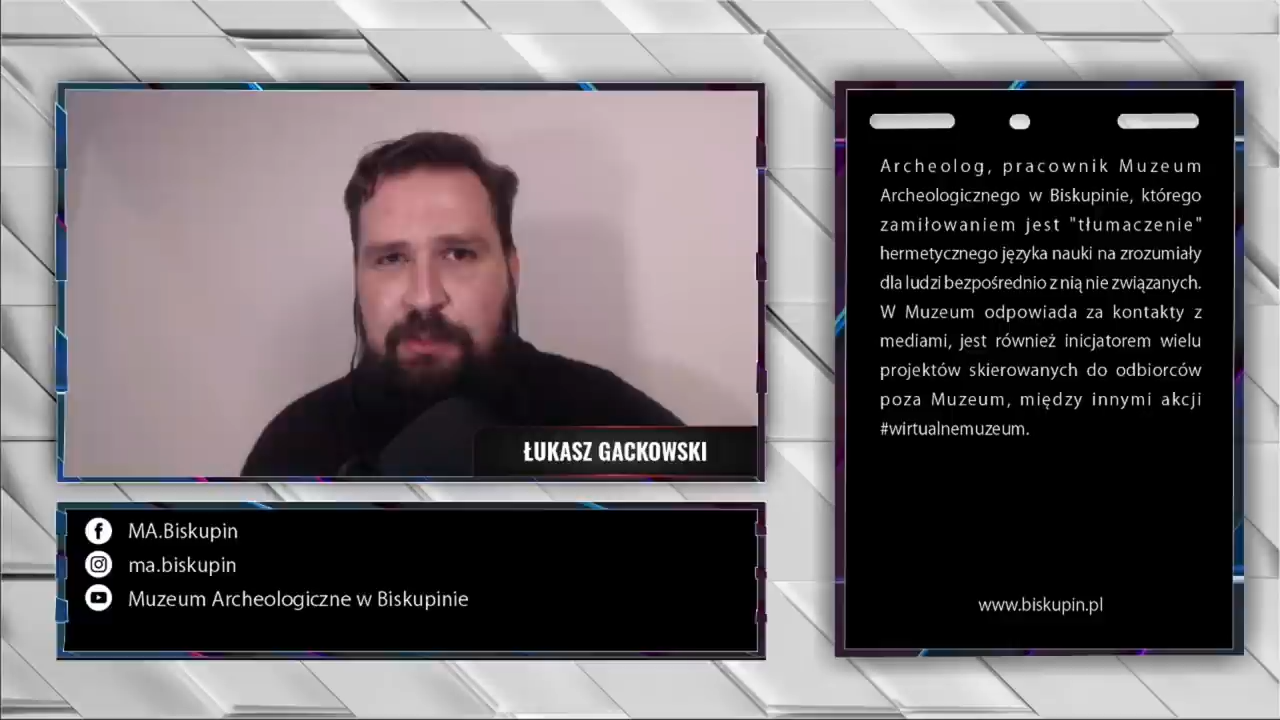 ŁUKASZ GACKOWSKI
MA.Biskupin
ma.biskupin
Muzeum Archeologiczne w Biskupinie
Archeolog, pracownik Muzeum
Archeologicznego w Biskupinie, którego
zamiłowaniem jest "tłumaczenie"
hermetycznego języka nauki na zrozumiały
dla ludzi bezpośrednio z nią nie związanych.
W Muzeum odpowiada za kontakty z
mediami, jest również inicjatorem wielu
projektów skierowanych do odbiorców
poza Muzeum, między innymi akcji
#wirtualnemuzeum.
www.biskupin.pl